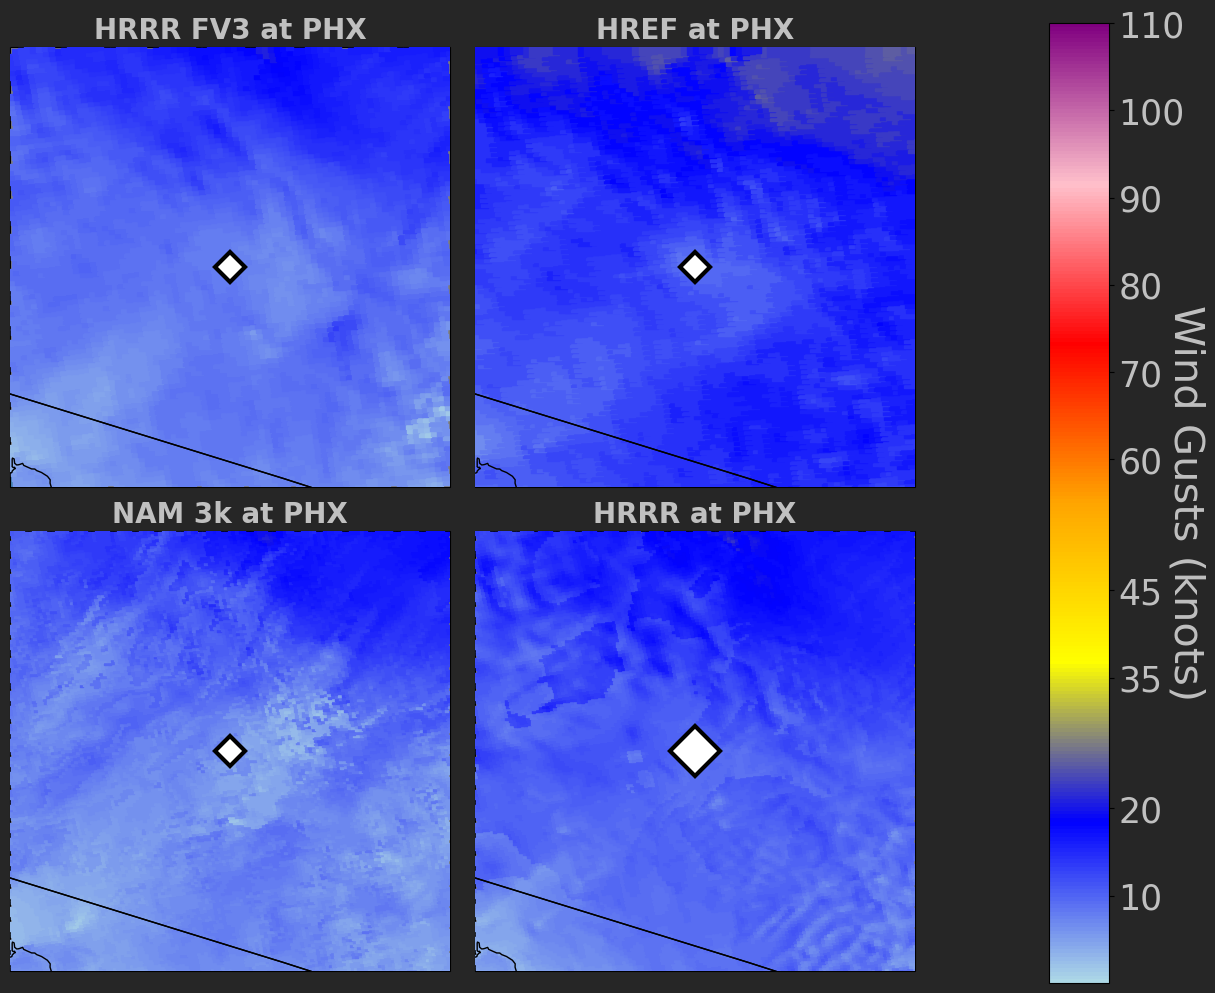 HRRR FV3 at PHX
HREF at PHX
NAM 3k at PHX
HRRR at PHX
110
100
90
80
70
60
45
35
20
10
Wind Gusts (knots)